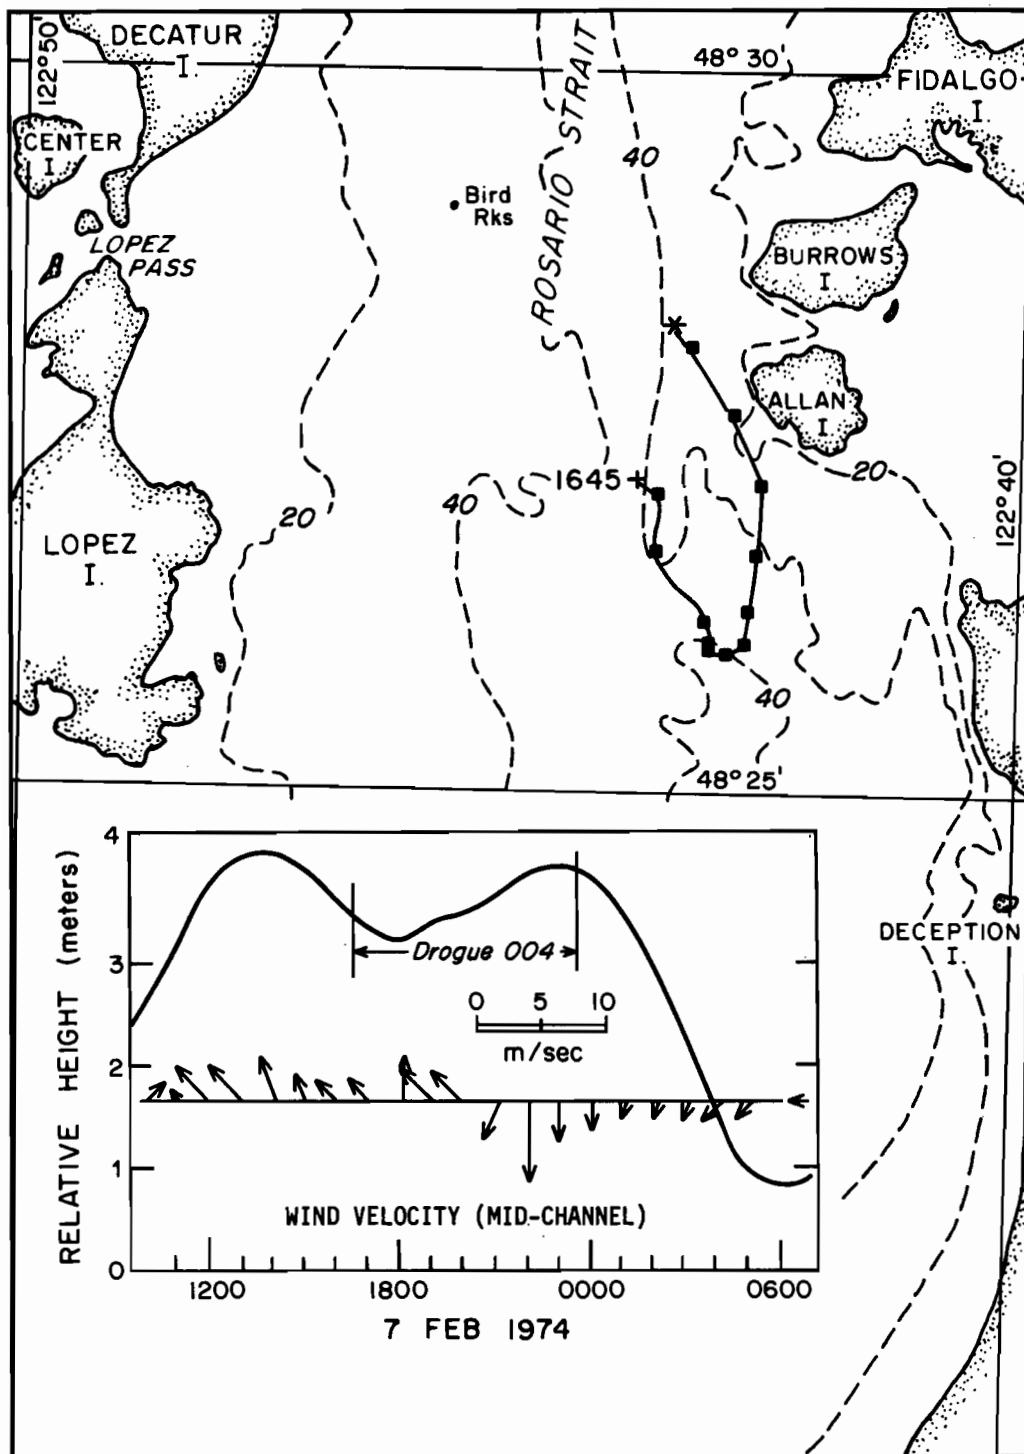 122° 50'
DECATUR
I.
48° 30'
FIDALGO
I
CENTER
I
ROSARIO STRAIT
40
Bird
Rks
LOPEZ
PASS
BURROWS
I
ALLAN
I
20
122° 40'
1645
40
20
LOPEZ
I.
40
48° 25'
DECEPTION
I.
RELATIVE HEIGHT (meters)
4
3
2
1
0
Drogue 004
0 5 10
m/sec
WIND VELOCITY (MID-CHANNEL)
1200 1800 0000 0600
7 FEB 1974